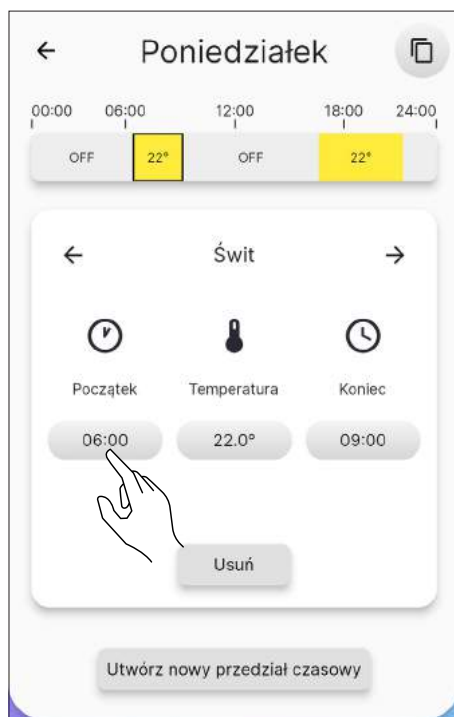 Poniedziałek
00:00 06:00 12:00 18:00 24:00
OFF 22° OFF 22°
Świt
Początek Temperatura Koniec
06:00 22.0° 09:00
Usuń
Utwórz nowy przedział czasowy